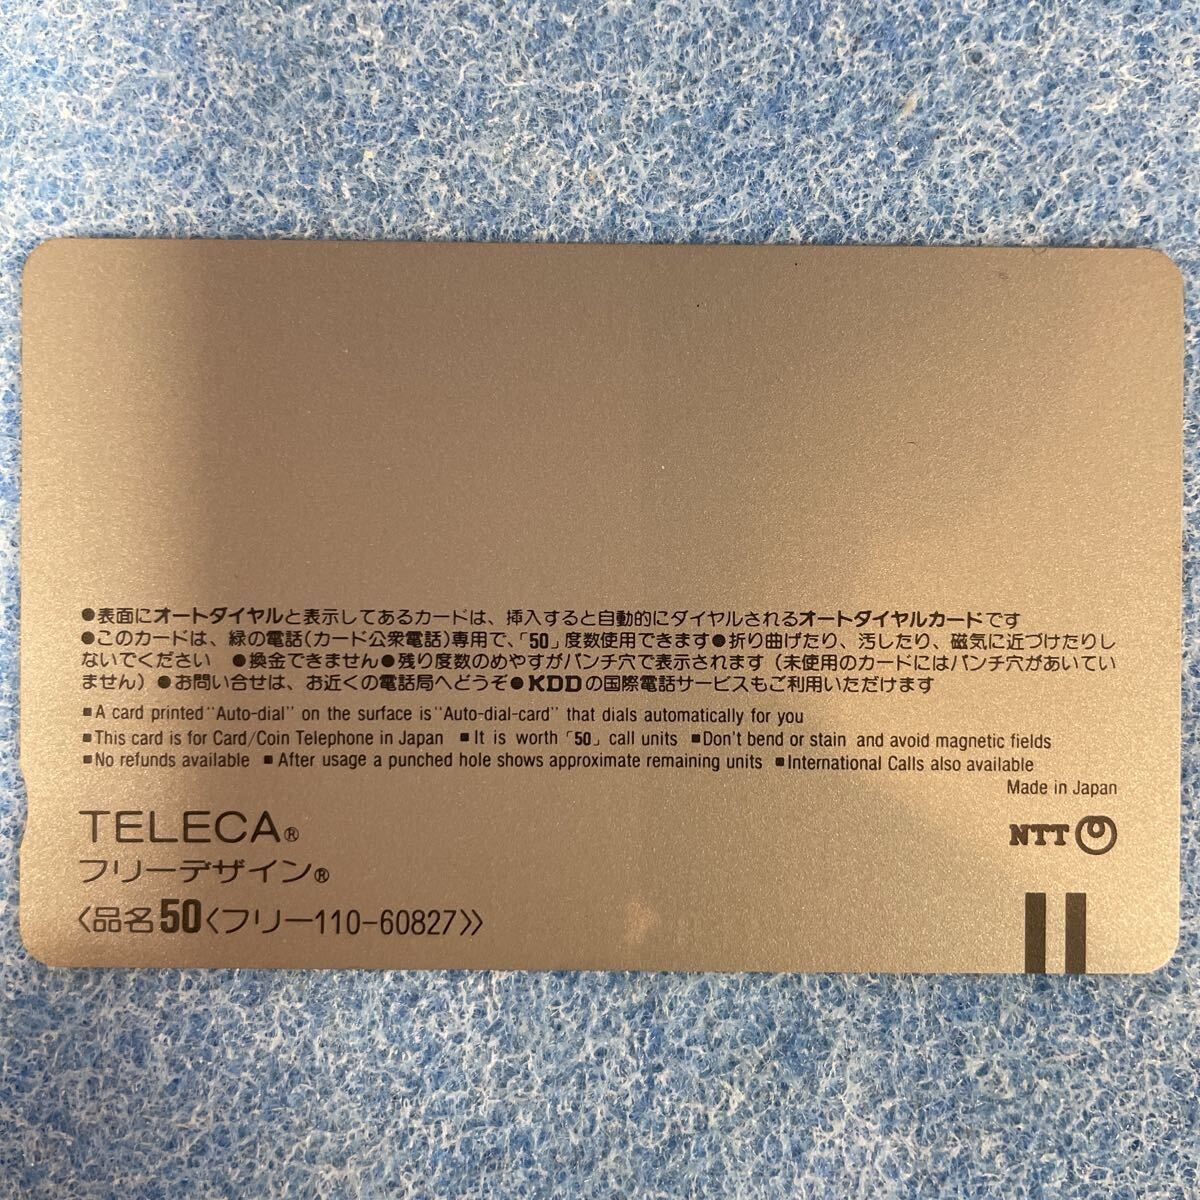 ●表面にオートダイヤルと表示してあるカードは、挿入すると自動的にダイヤルされるオートダイヤルカードです
●このカードは、緑の電話(カード公衆電話)専用で、「50」度数使用できます●折り曲げたり、汚したり、磁気に近づけたりし
ないでください ●換金できません●残り度数のめやすがパンチ穴で表示されます(未使用のカードにはパンチ穴があいてい
ません)●お問い合せは、お近くの電話局へどうぞ●KDDの国際電話サービスもご利用いただけます
■A card printed "Auto-dial" on the surface is "Auto-dial-card" that dials automatically for you
■This card is for Card/Coin Telephone in Japan ■It is worth「50」call units ■Don't bend or stain and avoid magnetic fields
■No refunds available ■After usage a punched hole shows approximate remaining units ■International Calls also available
Made in Japan
TELECA®
NTT
フリーデザイン®
〈品名50〈フリー110-60827〉〉